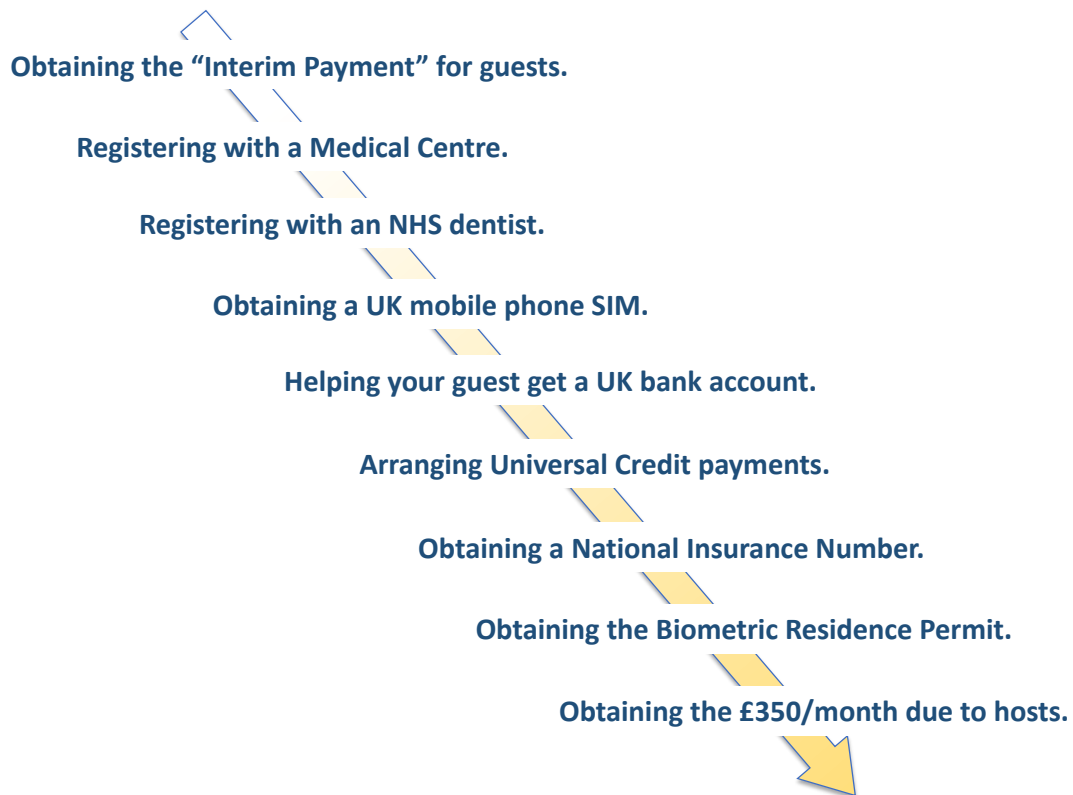 Obtaining the “Interim Payment” for guests.
Registering with a Medical Centre.
Registering with an NHS dentist.
Obtaining a UK mobile phone SIM.
Helping your guest get a UK bank account.
Arranging Universal Credit payments.
Obtaining a National Insurance Number.
Obtaining the Biometric Residence Permit.
Obtaining the £350/month due to hosts.